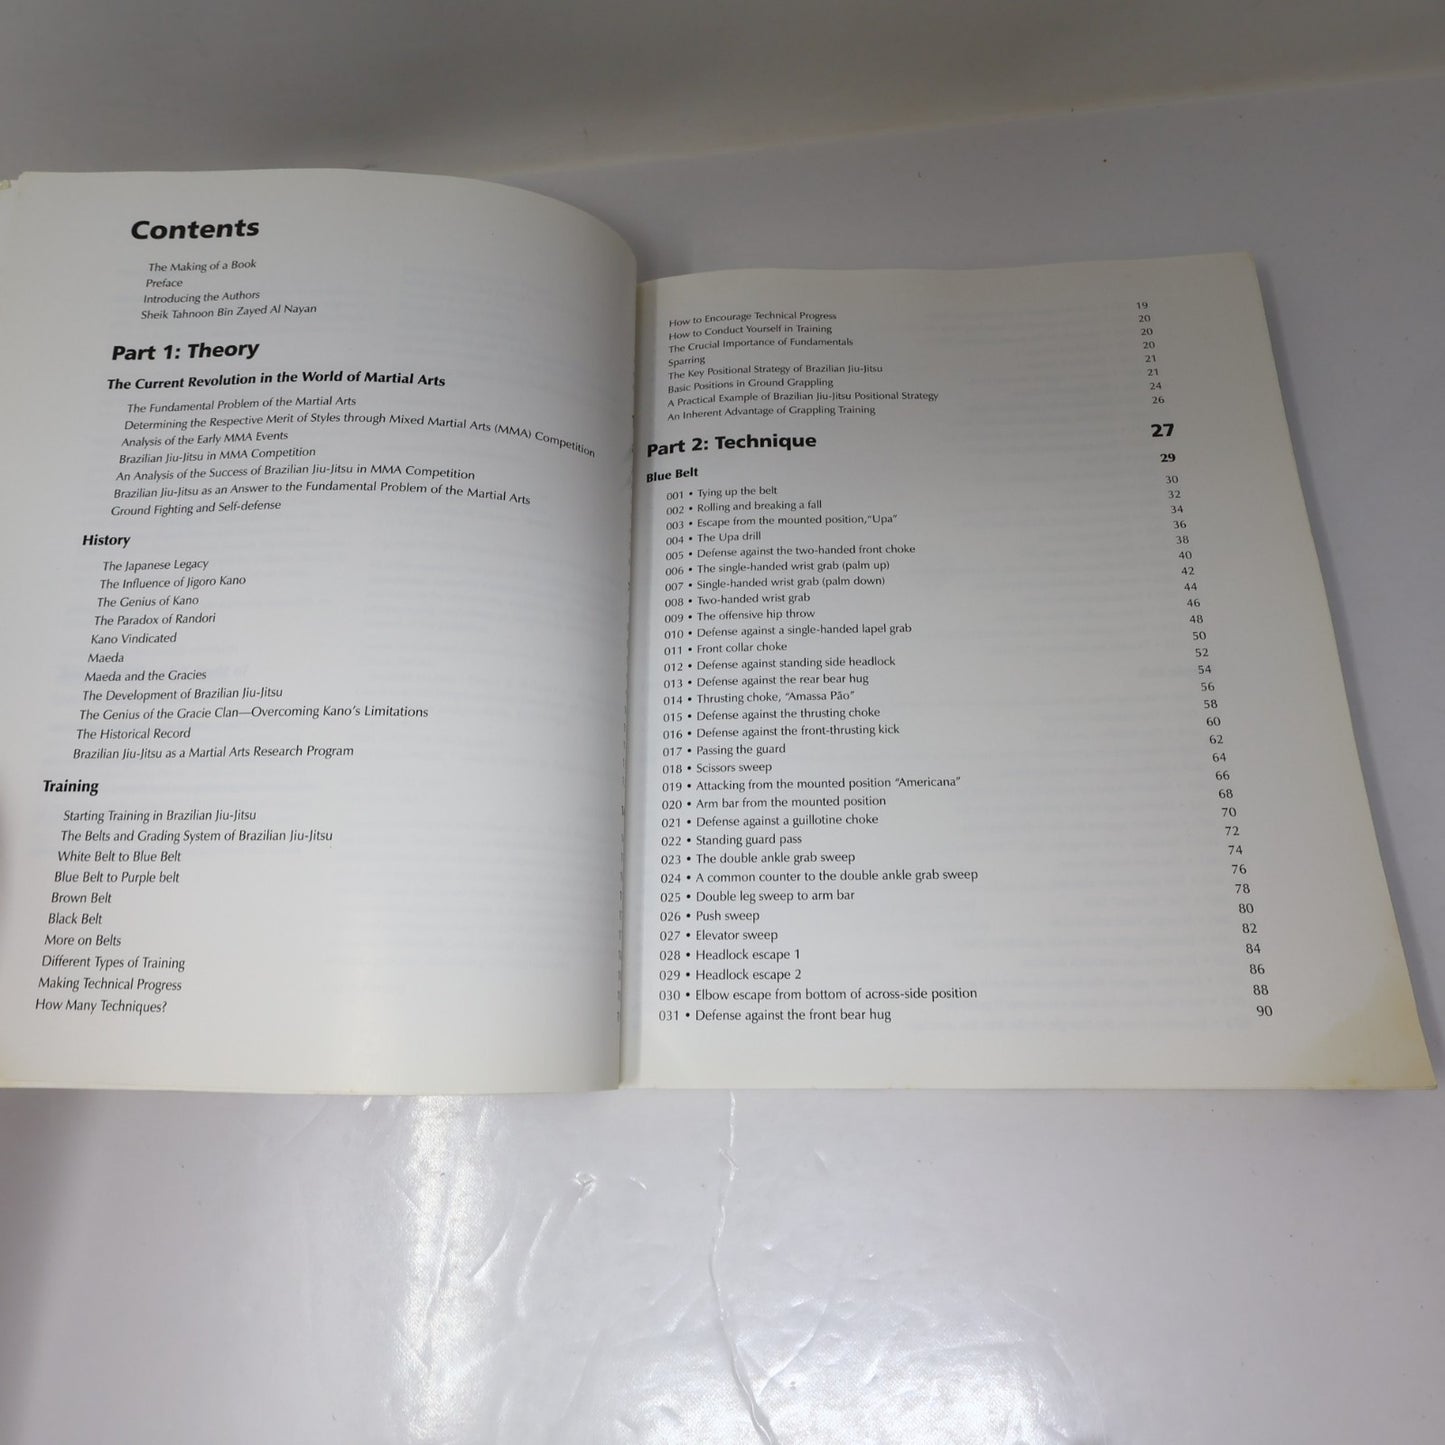 Contents
The Making of a Book
Preface
Introducing the Authors
Sheik Tahnoon Bin Zayed Al Nayan
Part 1: Theory
The Current Revolution in the World of Martial Arts
The Fundamental Problem of the Martial Arts
Determining the Respective Merit of Styles through Mixed Martial Arts (MMA) Competition
Analysis of the Early MMA Events
Brazilian Jiu-Jitsu in MMA Competition
An Analysis of the Success of Brazilian Jiu-Jitsu in MMA Competition
Brazilian Jiu-Jitsu as an Answer to the Fundamental Problem of the Martial Arts
Ground Fighting and Self-defense
History
The Japanese Legacy
The Influence of Jigoro Kano
The Genius of Kano
The Paradox of Randori
Kano Vindicated
Maeda
Maeda and the Gracies
The Development of Brazilian Jiu-Jitsu
The Genius of the Gracie Clan—Overcoming Kano's Limitations
The Historical Record
Brazilian Jiu-Jitsu as a Martial Arts Research Program
Training
Starting Training in Brazilian Jiu-Jitsu
The Belts and Grading System of Brazilian Jiu-Jitsu
White Belt to Blue Belt
Blue Belt to Purple belt
Brown Belt
Black Belt
More on Belts
Different Types of Training
Making Technical Progress
How Many Techniques?
How to Encourage Technical Progress 19
How to Conduct Yourself in Training 20
The Crucial Importance of Fundamentals 20
Sparring 20
The Key Positional Strategy of Brazilian Jiu-Jitsu 21
Basic Positions in Ground Grappling 21
A Practical Example of Brazilian Jiu-Jitsu Positional Strategy 24
An Inherent Advantage of Grappling Training 26
Part 2: Technique 27
Blue Belt 29
001 • Tying up the belt 30
002 • Rolling and breaking a fall 32
003 • Escape from the mounted position,"Upa" 34
004 • The Upa drill 36
005 • Defense against the two-handed front choke 38
006 • The single-handed wrist grab (palm up) 40
007 • Single-handed wrist grab (palm down) 42
008 • Two-handed wrist grab 44
009 • The offensive hip throw 46
010 • Defense against a single-handed lapel grab 48
011 • Front collar choke 50
012 • Defense against standing side headlock 52
013 • Defense against the rear bear hug 54
014 • Thrusting choke, "Amassa Pão" 56
015 • Defense against the thrusting choke 58
016 • Defense against the front-thrusting kick 60
017 • Passing the guard 62
018 • Scissors sweep 64
019 • Attacking from the mounted position "Americana" 66
020 • Arm bar from the mounted position 68
021 • Defense against a guillotine choke 70
022 • Standing guard pass 72
023 • The double ankle grab sweep 74
024 • A common counter to the double ankle grab sweep 76
025 • Double leg sweep to arm bar 78
026 • Push sweep 80
027 • Elevator sweep 82
028 • Headlock escape 1 84
029 • Headlock escape 2 86
030 • Elbow escape from bottom of across-side position 88
031 • Defense against the front bear hug 90